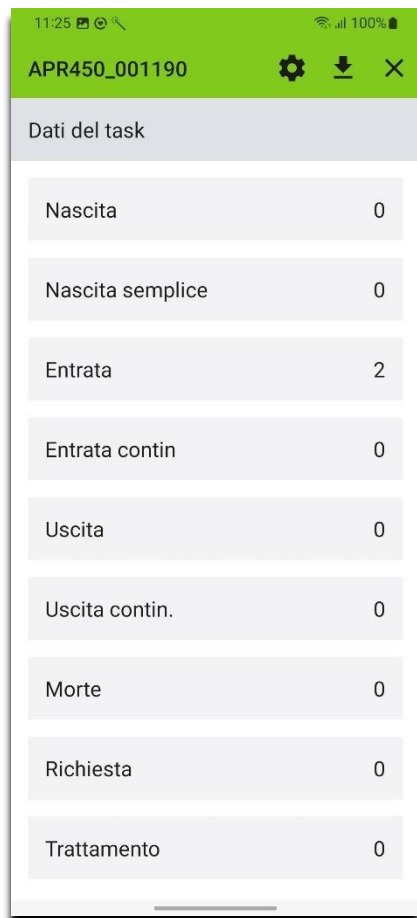 11:25 100%
APR450_001190
Dati del task
Nascita 0
Nascita semplice 0
Entrata 2
Entrata contin 0
Uscita 0
Uscita contin. 0
Morte 0
Richiesta 0
Trattamento 0